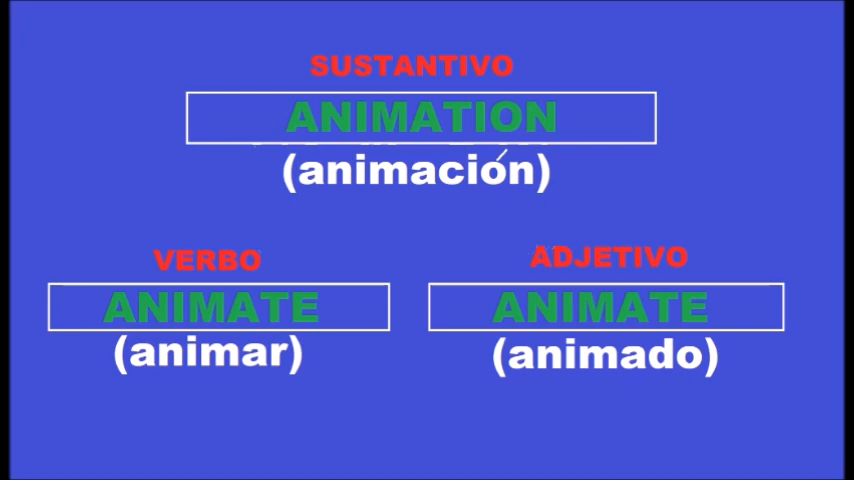 SUSTANTIVO
ANIMATION
(animación)
VERBO
ANIMATE
(animar)
ADJETIVO
ANIMATE
(animado)